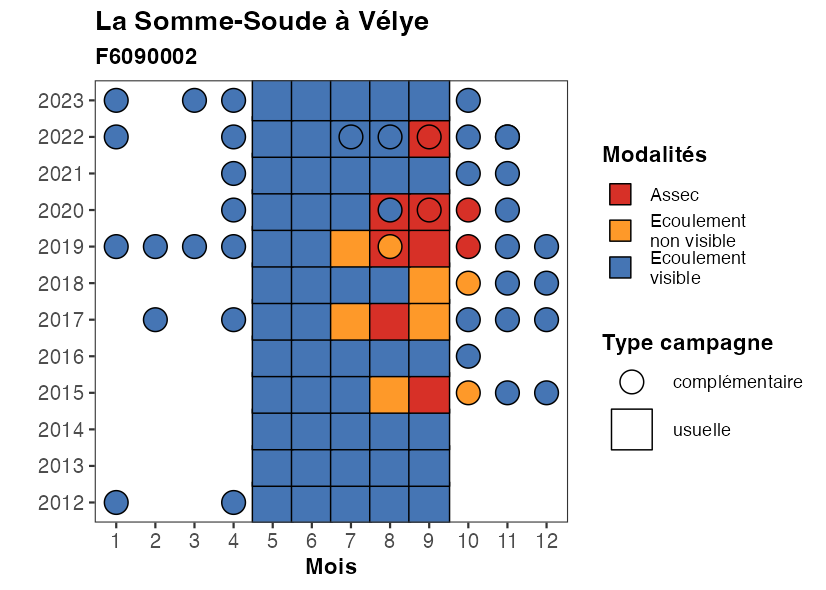 La Somme-Soude à Vélye
F6090002
2023
2022
2021
2020
2019
2018
2017
2016
2015
2014
2013
2012
1 2 3 4 5 6 7 8 9 10 11 12
Mois
Modalités
Assec
Ecoulement
non visible
Ecoulement
visible
Type campagne
complémentaire
usuelle